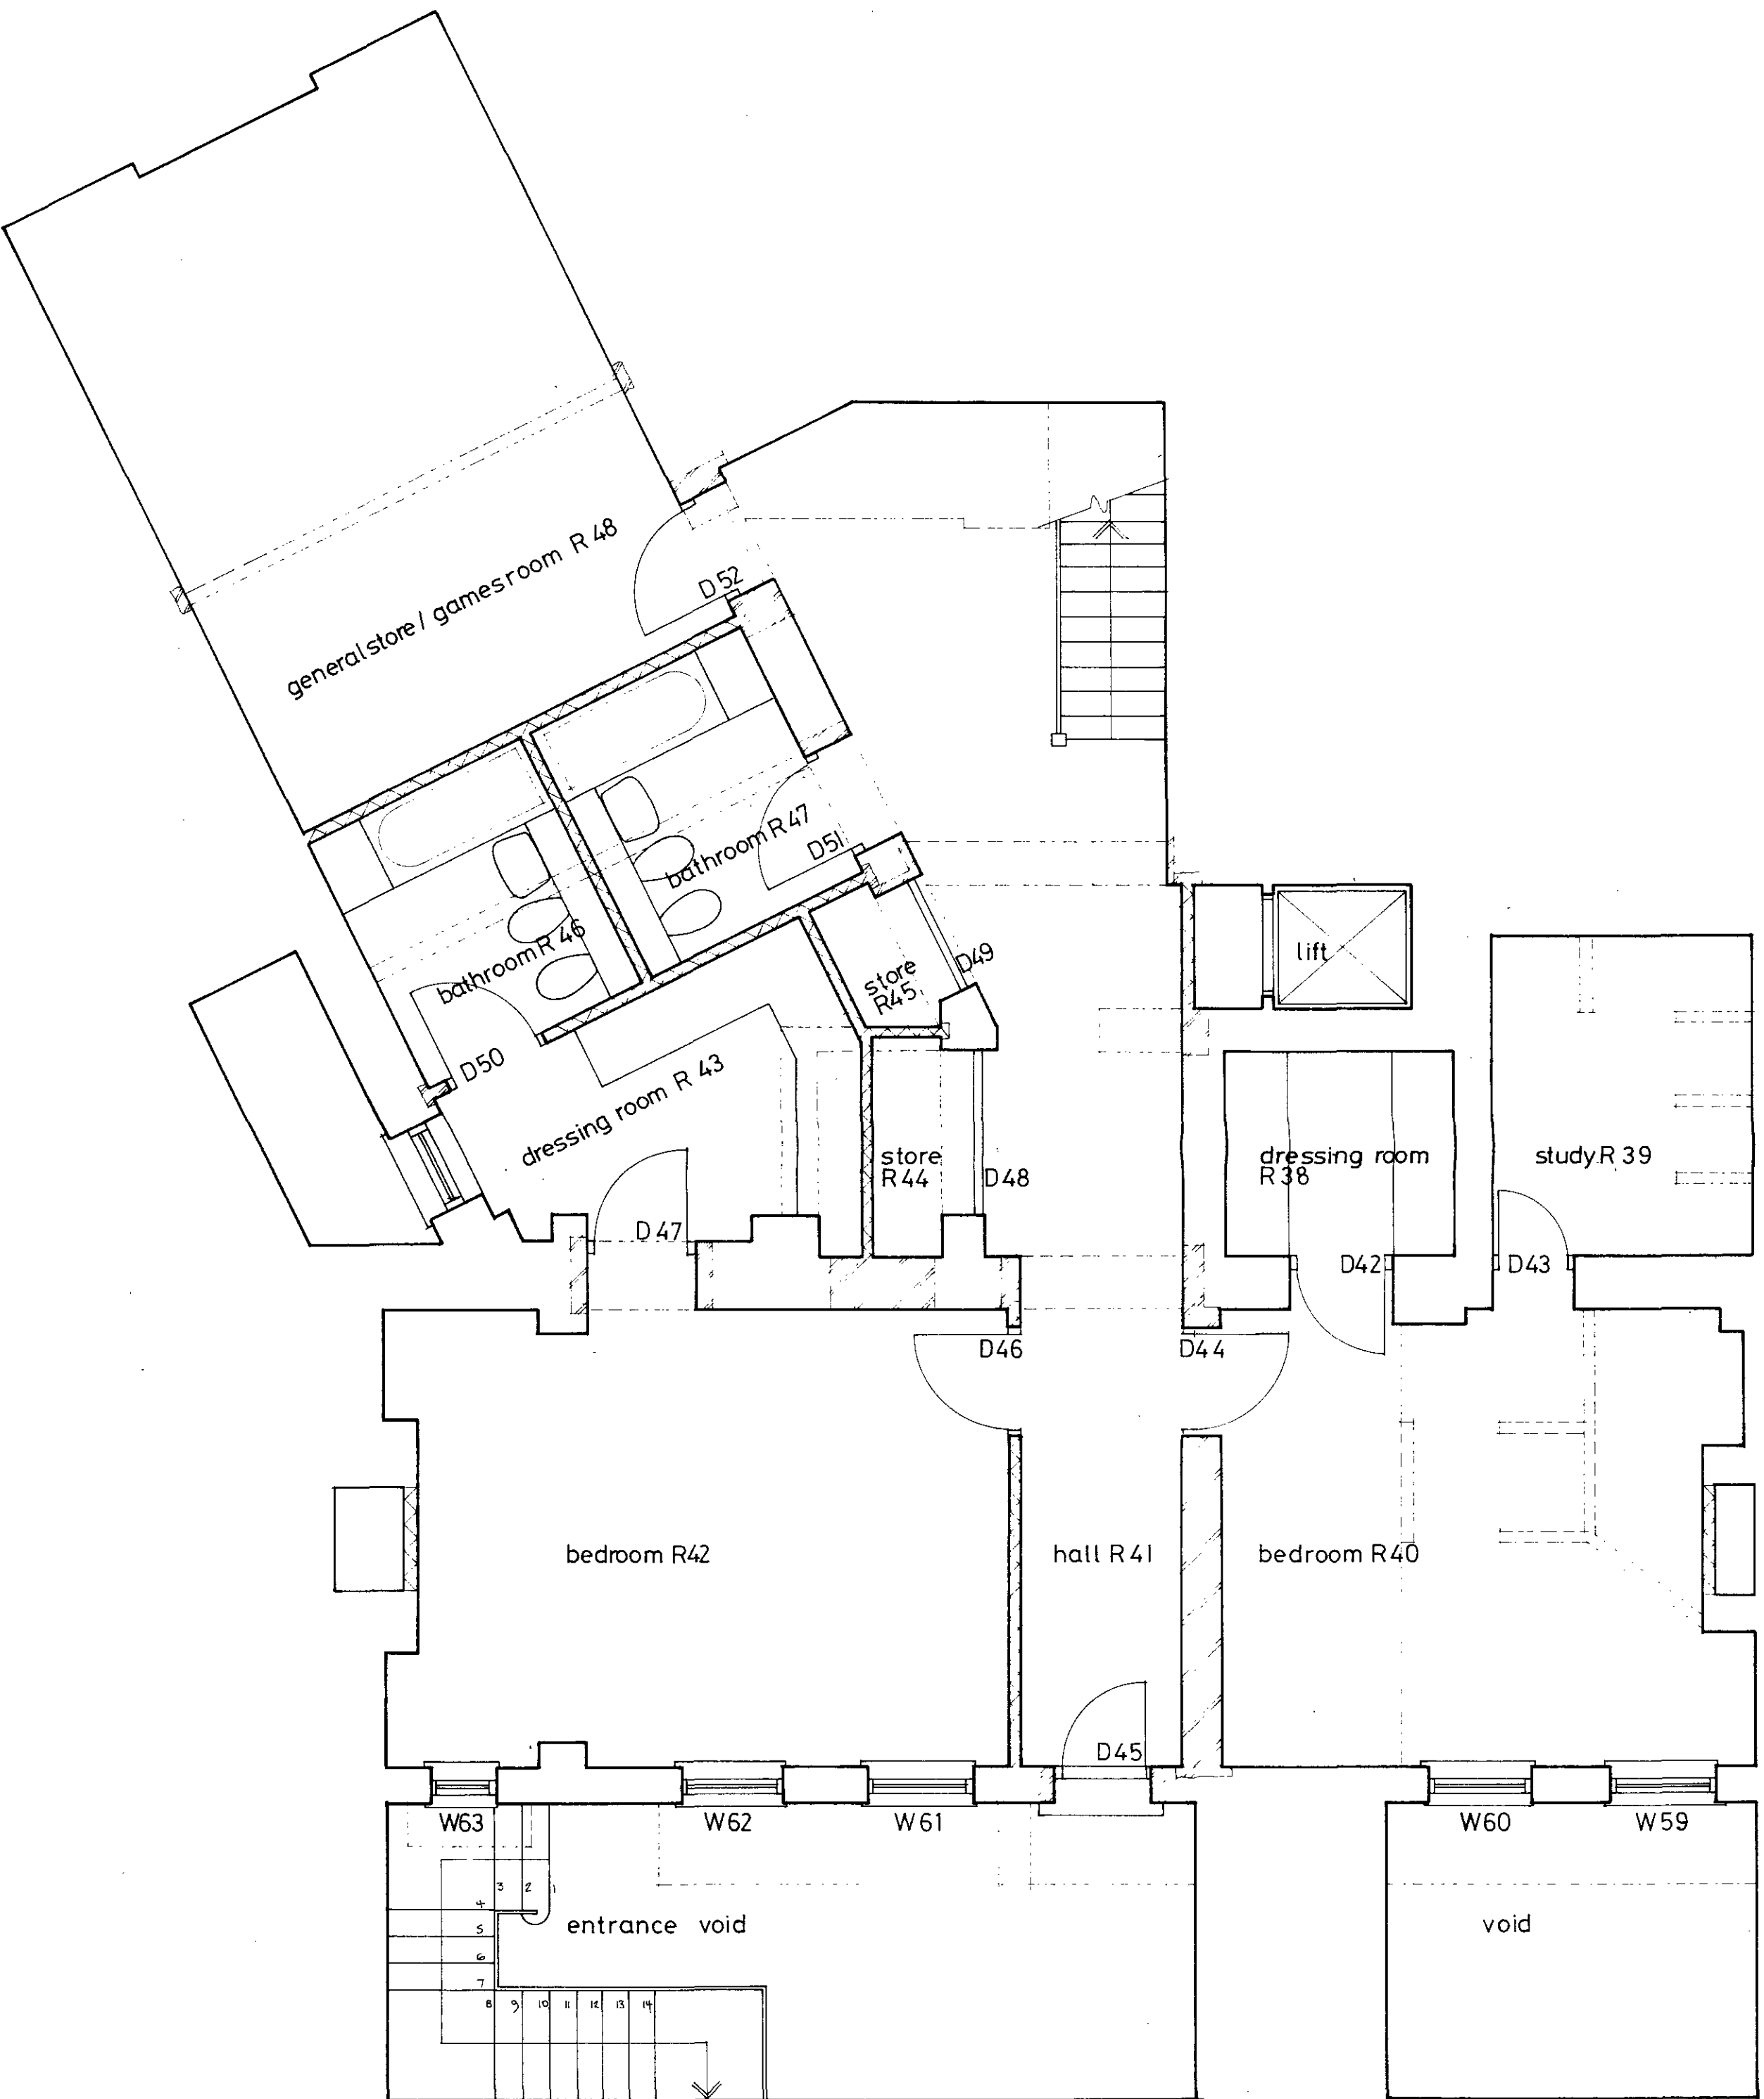 general store / games room R 48
D 52
bathroom R 47
D51
bathroom R 46
D50
store
R45
D49
lift
dressing room R 43
store
R44
D48
dressing room
R38
study R 39
D 47
D42
D43
D46
D44
bedroom R42
hall R 41
bedroom R40
D45
W63
W62
W61
W60
W59
3 2 1
4
5
6
7
8 9 10 11 12 13 14
entrance void
void